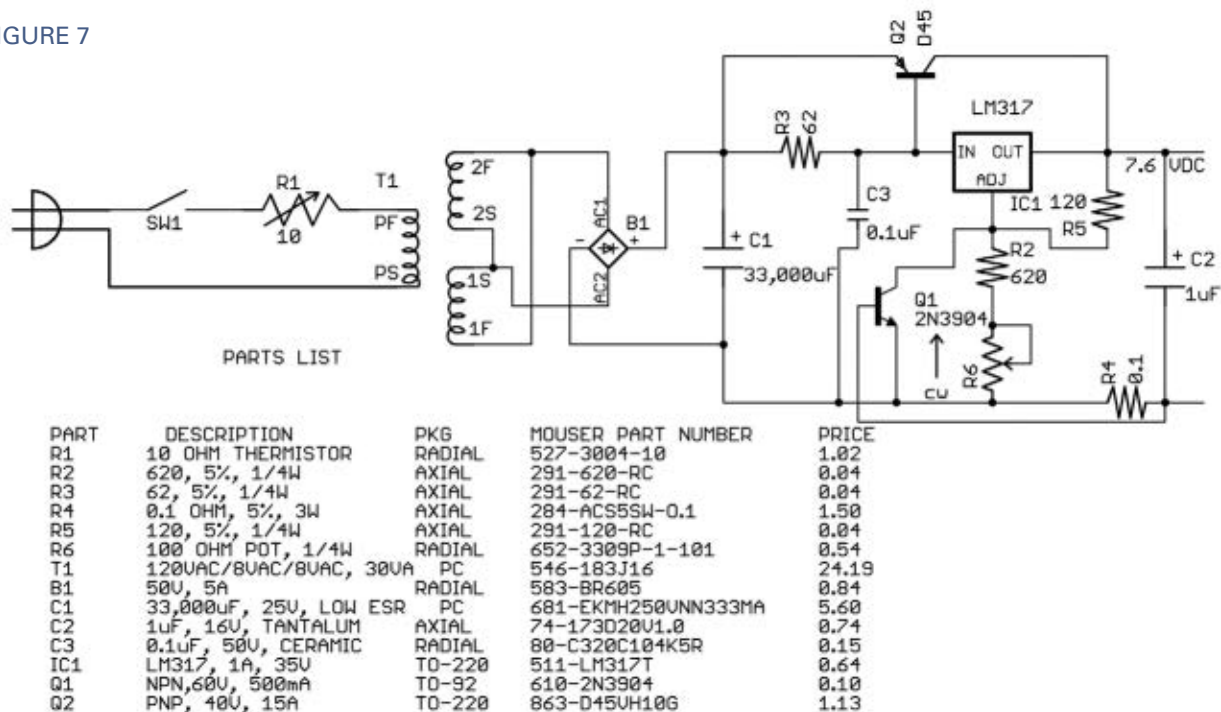 IGURE 7
Q2
D45
LM317
R3
62
IN OUT
ADJ
7.6 VDC
IC1
120
R5
C3
0.1uF
R1
10
T1
SW1
PF
PS
2F
2S
1S
1F
AC1
AC2
B1
-
+
+ C1
33,000uF
R2
620
+ C2
1uF
Q1
2N3904
CW
R6
R4
0.1
PARTS LIST
PART DESCRIPTION PKG MOUSER PART NUMBER PRICE
R1 10 OHM THERMISTOR RADIAL 527-3004-10 1.02
R2 620, 5%, 1/4W AXIAL 291-620-RC 0.04
R3 62, 5%, 1/4W AXIAL 291-62-RC 0.04
R4 0.1 OHM, 5%, 3W AXIAL 284-ACS5SW-0.1 1.50
R5 120, 5%, 1/4W AXIAL 291-120-RC 0.04
R6 100 OHM POT, 1/4W RADIAL 652-3309P-1-101 0.54
T1 120VAC/8VAC/8VAC, 30VA PC 546-183J16 24.19
B1 50V, 5A RADIAL 583-BR605 0.84
C1 33,000uF, 25V, LOW ESR PC 681-EKMH250VNN333MA 5.60
C2 1uF, 16V, TANTALUM AXIAL 74-173D20V1.0 0.74
C3 0.1uF, 50V, CERAMIC RADIAL 80-C320C104K5R 0.15
IC1 LM317, 1A, 35V TO-220 511-LM317T 0.64
Q1 NPN,60V, 500mA TO-92 610-2N3904 0.10
Q2 PNP, 40V, 15A TO-220 863-D45VH10G 1.13